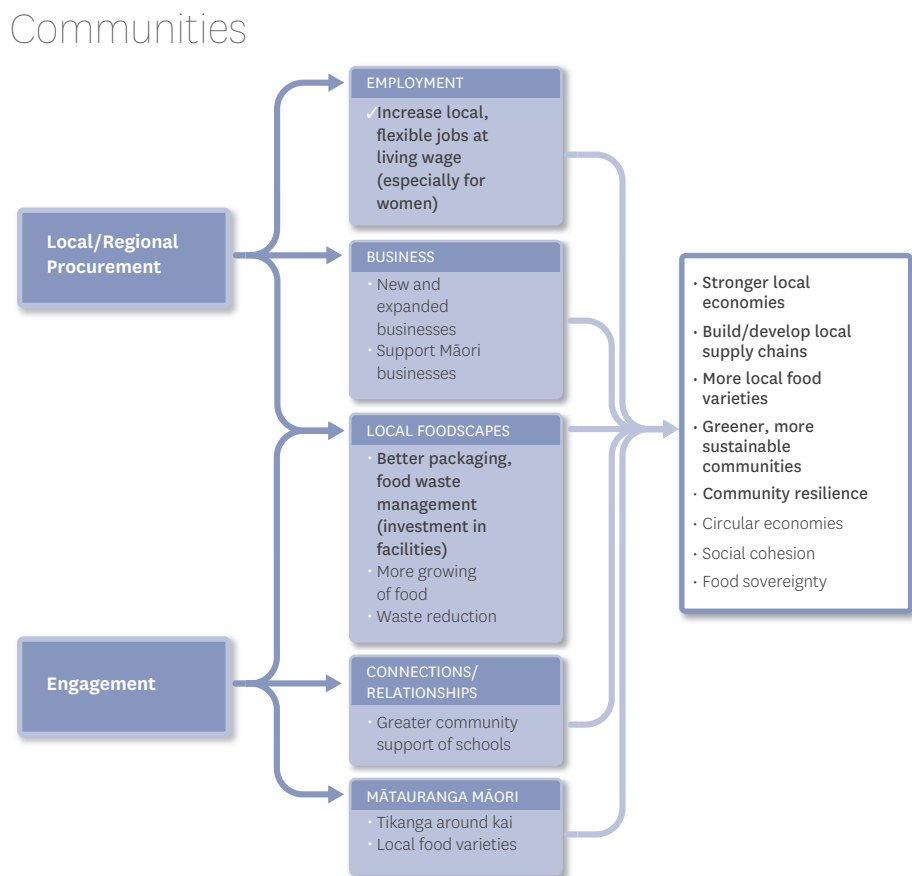 Communities
Local/Regional
Procurement
Engagement
EMPLOYMENT
✓Increase local,
flexible jobs at
living wage
(especially for
women)
BUSINESS
· New and
expanded
businesses
· Support Māori
businesses
LOCAL FOODSCAPES
· Better packaging,
food waste
management
(investment in
facilities)
· More growing
of food
· Waste reduction
CONNECTIONS/
RELATIONSHIPS
· Greater community
support of schools
MĀTAURANGA MĀORI
· Tikanga around kai
· Local food varieties
· Stronger local
economies
· Build/develop local
supply chains
· More local food
varieties
· Greener, more
sustainable
communities
· Community resilience
· Circular economies
· Social cohesion
· Food sovereignty